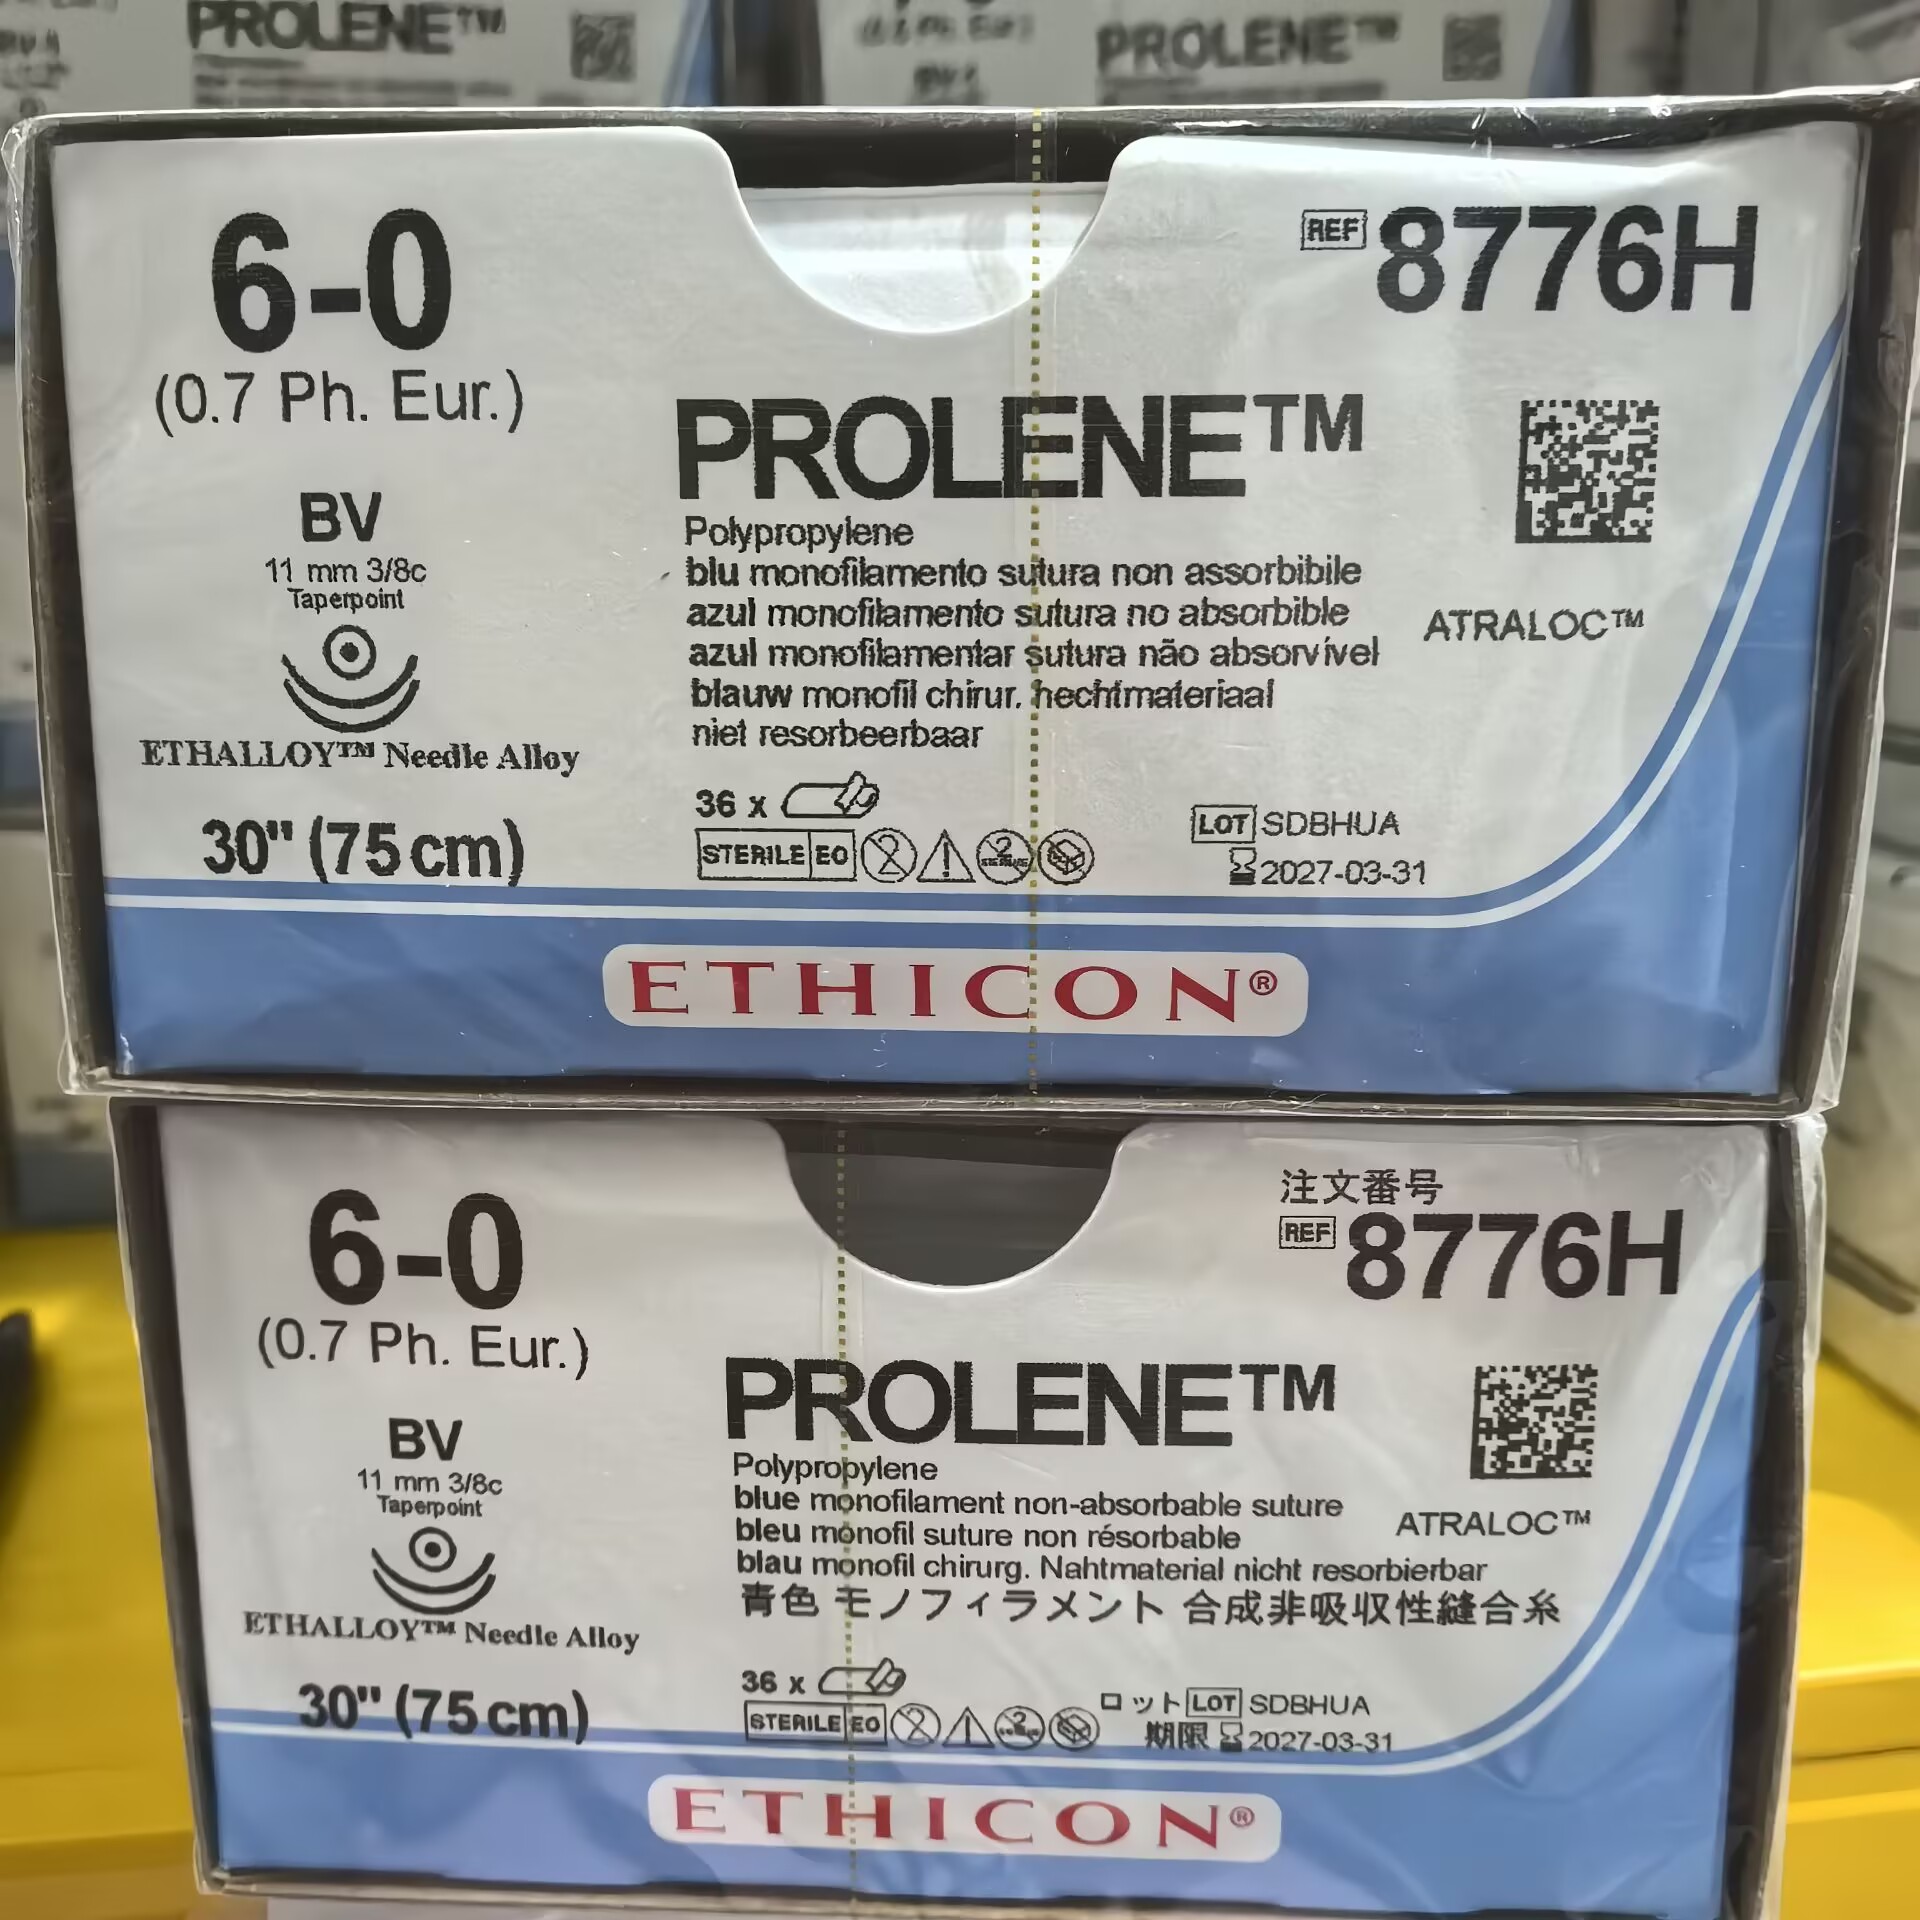 PROLENE™
PROLENE™
6-0
(0.7 Ph. Eur.)
BV
11 mm 3/8c
Taperpoint
ETHALLOY™ Needle Alloy
30" (75 cm)
REF 8776H
PROLENE™
Polypropylene
blu monofilamento sutura non assorbibile
azul monofilamento sutura no absorbible
azul monofilamentar sutura não absorvível
blauw monofil chirur. hechtmateriaal
niet resorbeerbaar
ATRALOC™
36 x
STERILE EO
LOT SDBHUA
2027-03-31
ETHICON®
6-0
(0.7 Ph. Eur.)
BV
11 mm 3/8c
Taperpoint
ETHALLOY™ Needle Alloy
30" (75 cm)
注文番号
REF 8776H
PROLENE™
Polypropylene
blue monofilament non-absorbable suture
bleu monofil suture non résorbable
blau monofil chirurg. Nahtmaterial nicht resorbierbar
青色 モノフィラメント 合成非吸収性縫合糸
ATRALOC™
36 x
STERILE EO
ロット LOT SDBHUA
期限 2027-03-31
ETHICON®